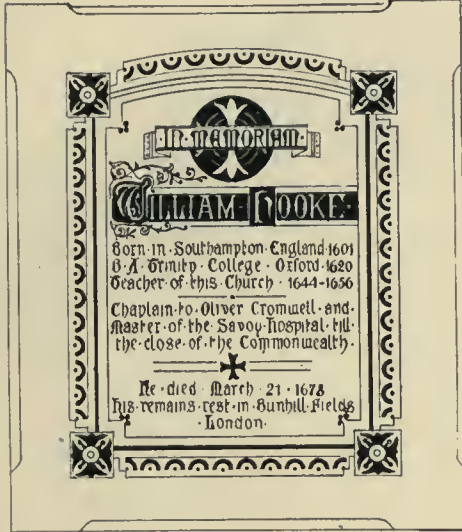 ·IN·MEMORIAM·
WILLIAM·HOOKE·
Born·in·Southampton·England·1601
B·A·Trinity·College·Oxford·1620
Teacher·of·this·Church·1644-1656
Chaplain·to·Oliver·Cromwell·and·
Master·of·the·Savoy·Hospital·till·
the·close·of·the·Commonwealth·
He·died·March·21·1678
his·remains·rest·in·Bunhill·Fields
·London·